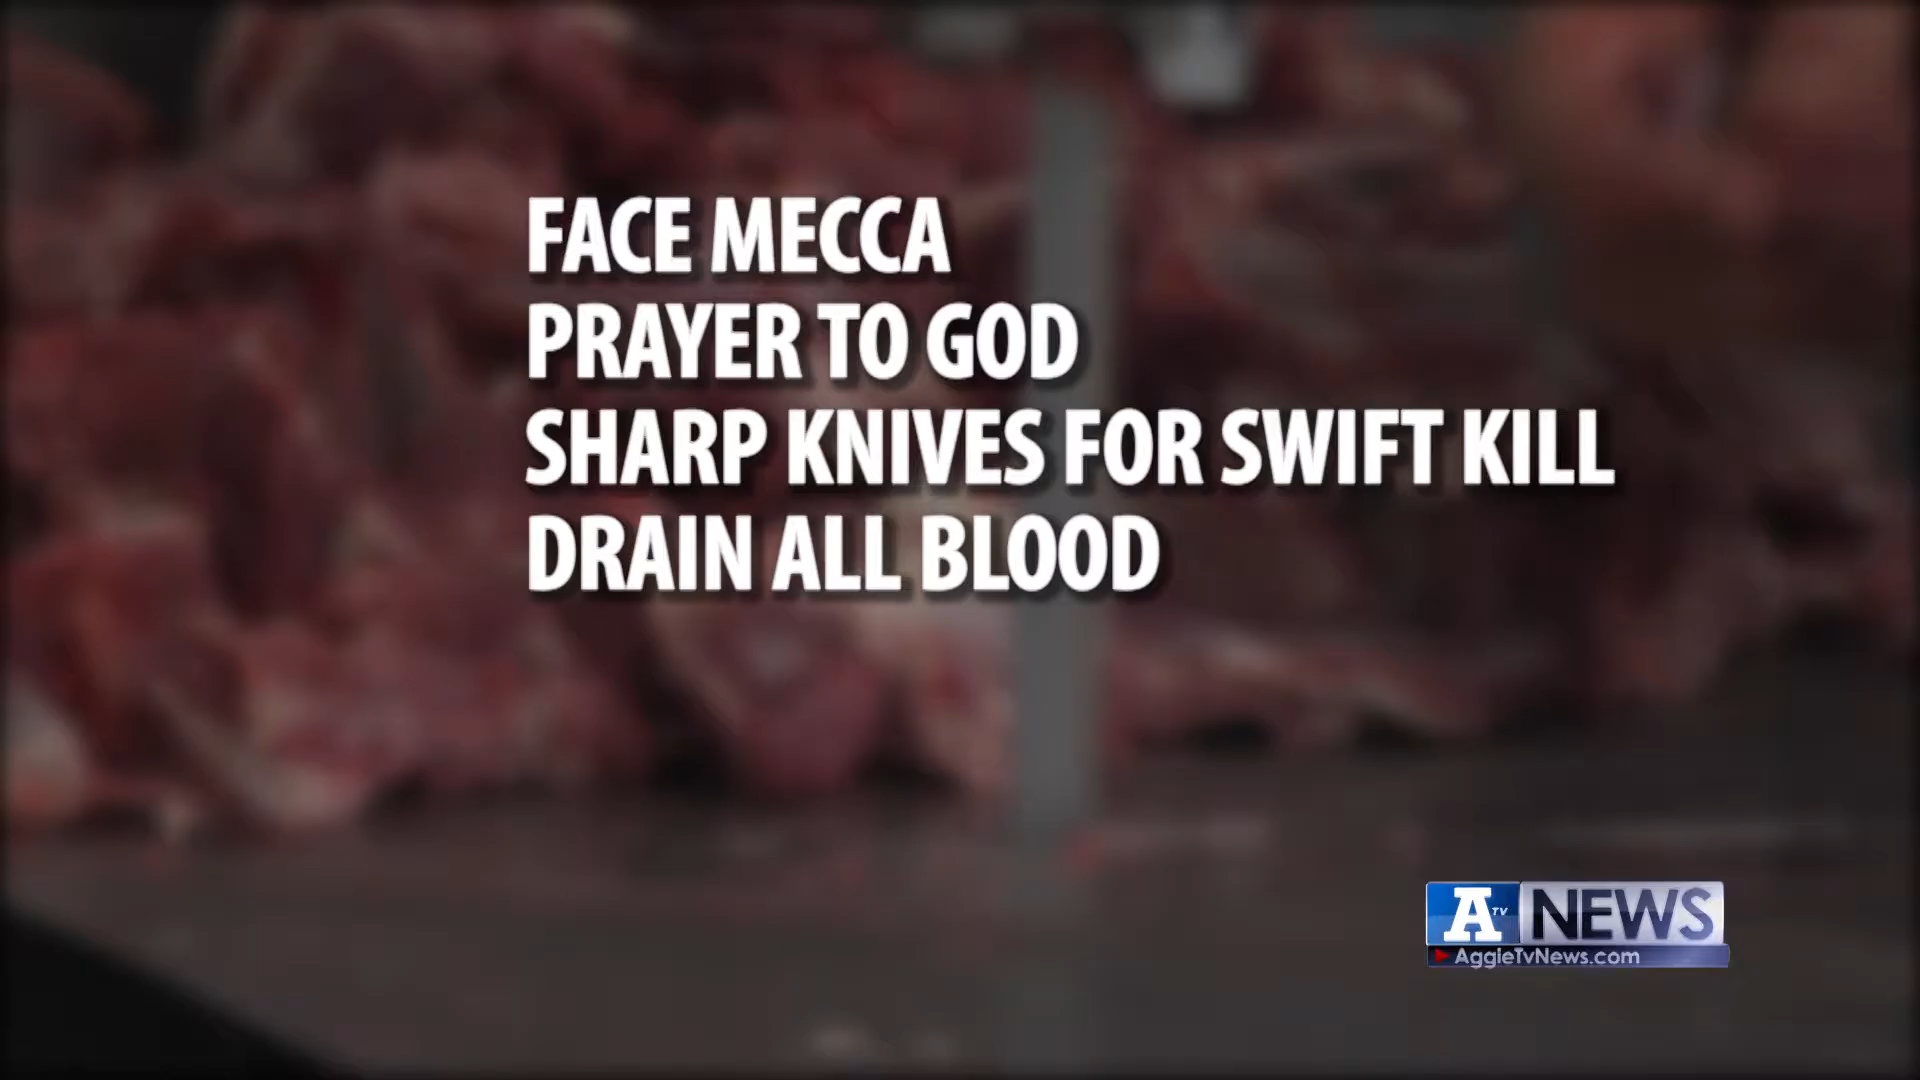 FACE MECCA
PRAYER TO GOD
SHARP KNIVES FOR SWIFT KILL
DRAIN ALL BLOOD
A TV NEWS
AggieTvNews.com